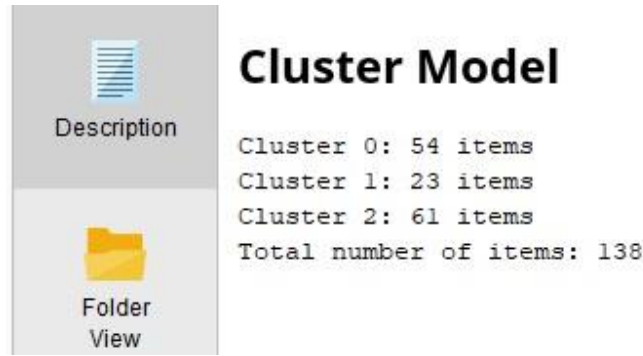 Description
Folder
View
Cluster Model
Cluster 0: 54 items
Cluster 1: 23 items
Cluster 2: 61 items
Total number of items: 138